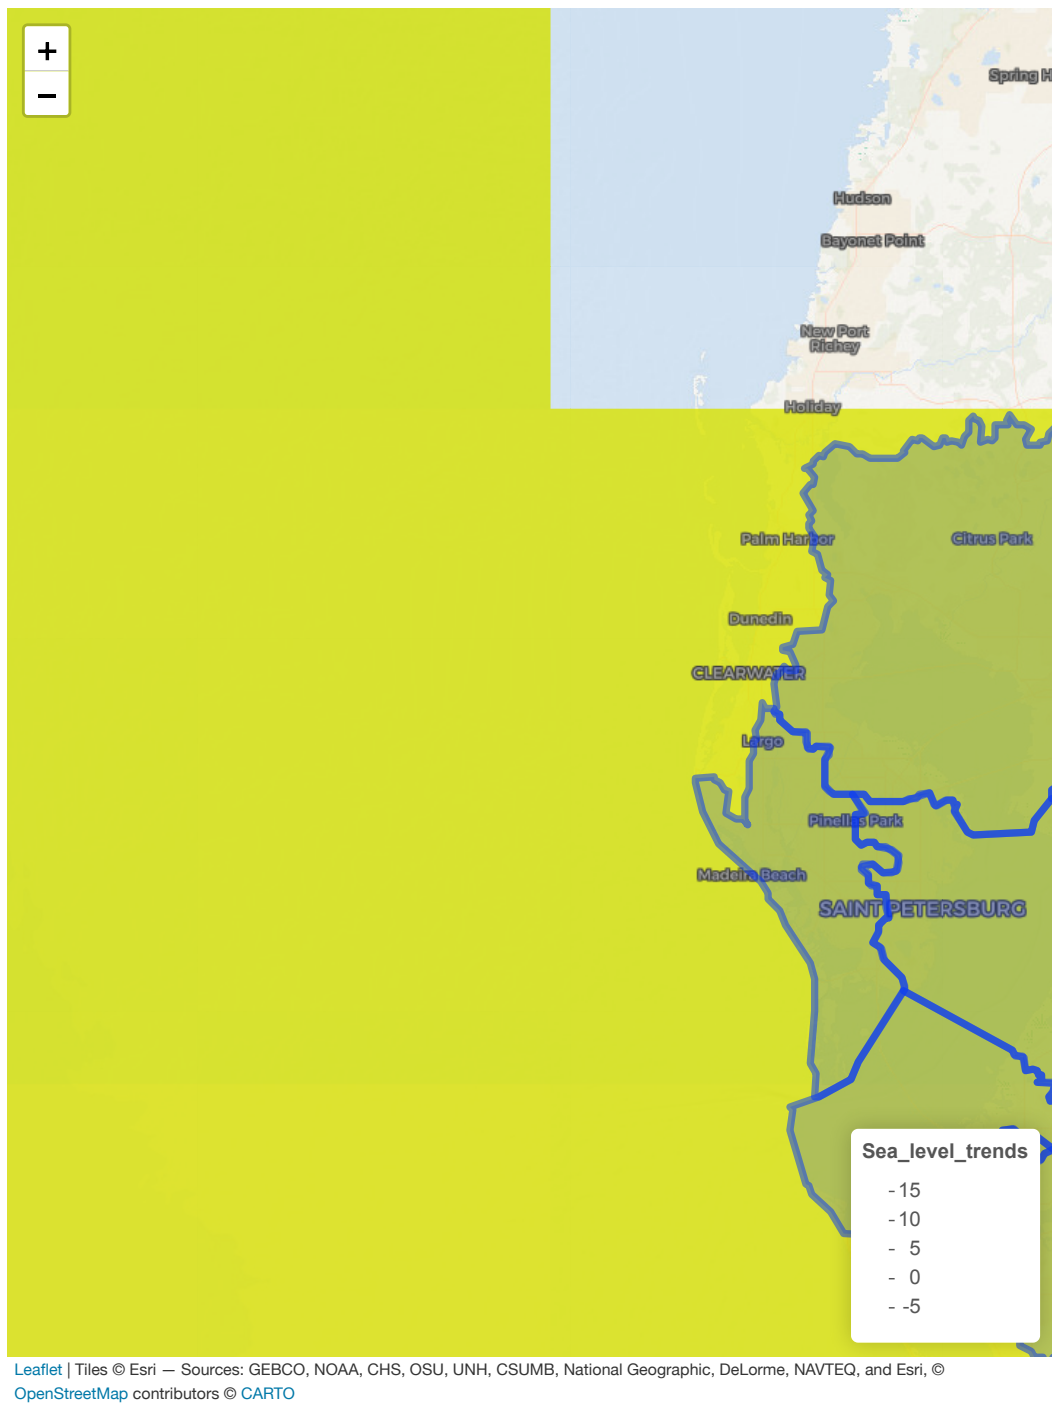 +
−
Spring H
Hudson
Bayonet Point
New Port
Richey
Holiday
Palm Harbor
Citrus Park
Dunedin
CLEARWATER
Largo
Pinellas Park
Madeira Beach
SAINT PETERSBURG
Sea_level_trends
- 15
- 10
- 5
- 0
- -5
Leaflet | Tiles © Esri — Sources: GEBCO, NOAA, CHS, OSU, UNH, CSUMB, National Geographic, DeLorme, NAVTEQ, and Esri, ©
OpenStreetMap contributors © CARTO